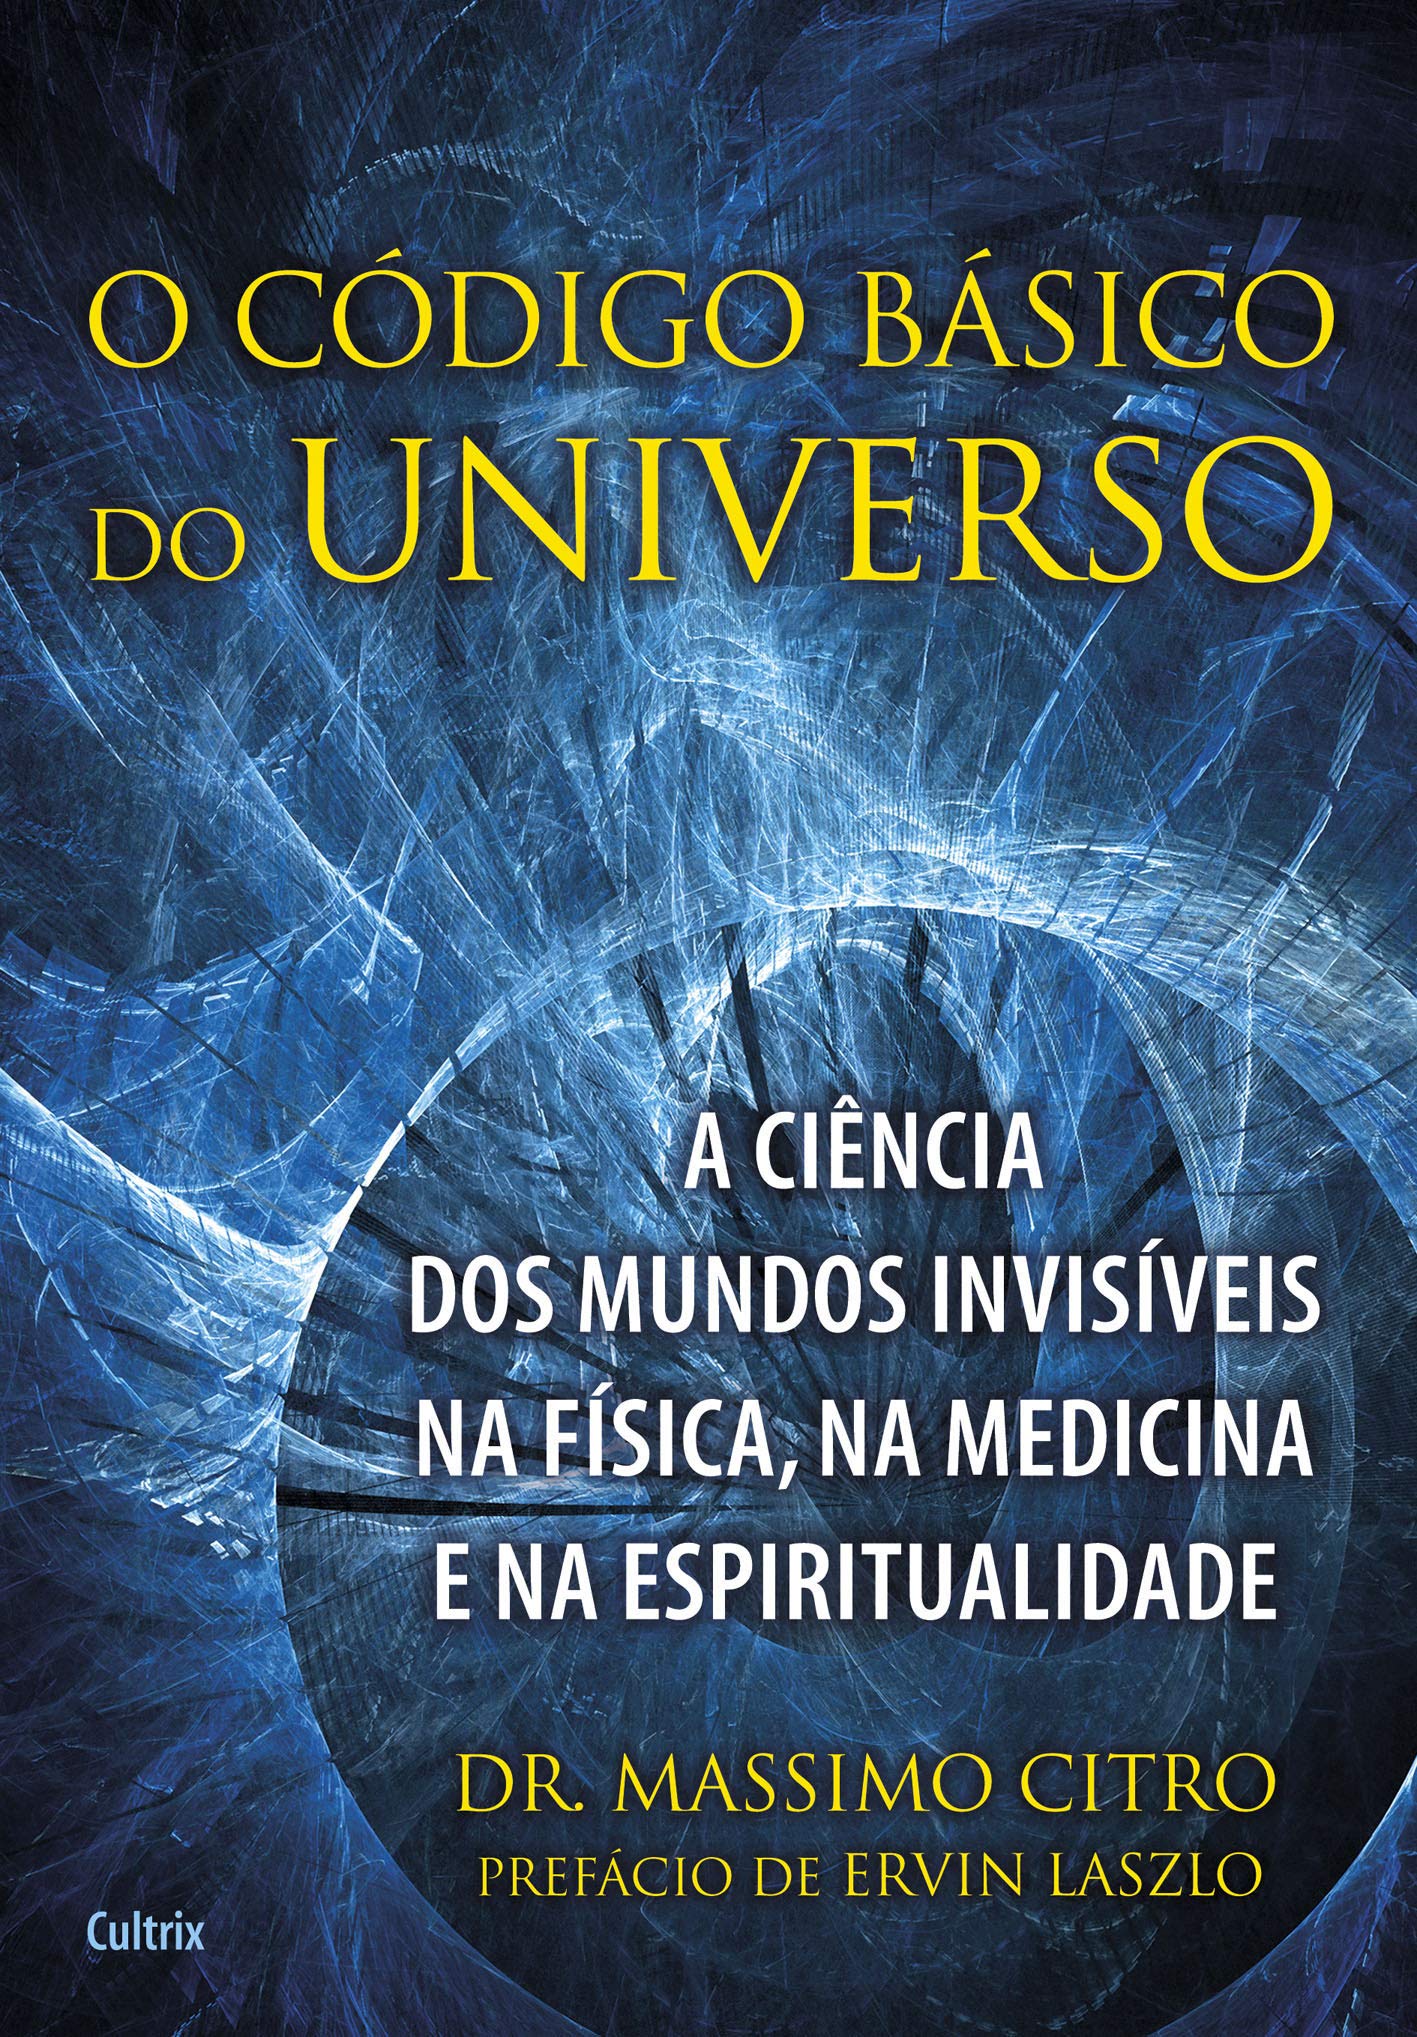 O CÓDIGO BÁSICO
DO UNIVERSO
A CIÊNCIA
DOS MUNDOS INVISÍVEIS
NA FÍSICA, NA MEDICINA
E NA ESPIRITUALIDADE
DR. MASSIMO CITRO
PREFÁCIO DE ERVIN LASZLO
Cultrix